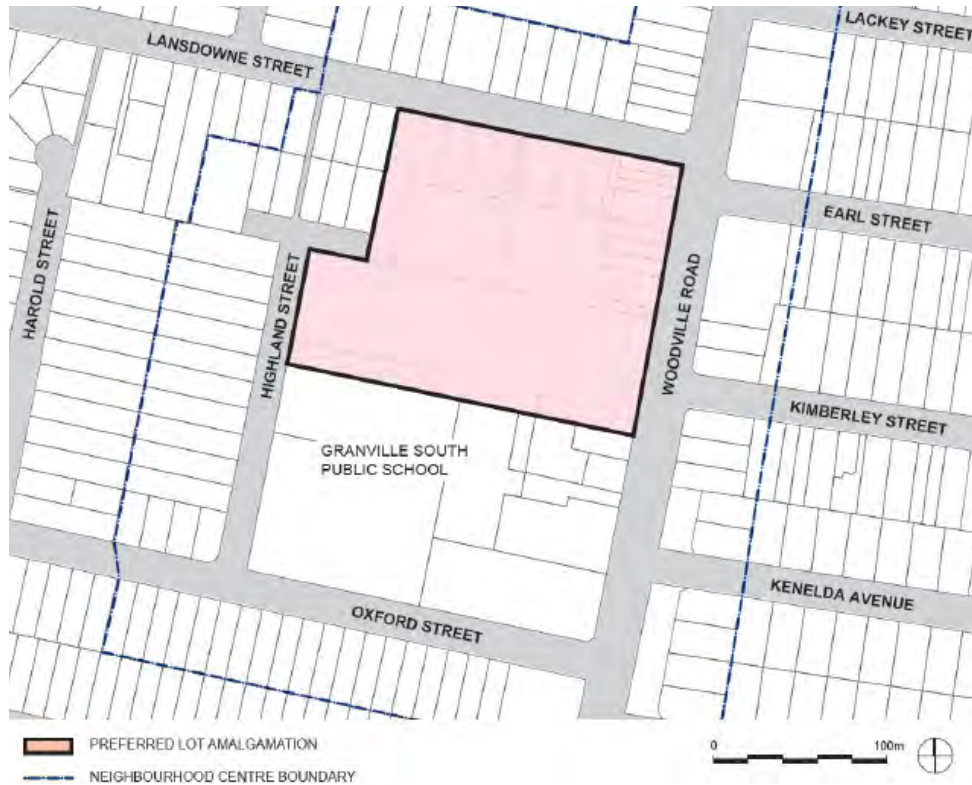 LACKEY STREET
LANSDOWNE STREET
EARL STREET
HAROLD STREET
HIGHLAND STREET
WOODVILLE ROAD
KIMBERLEY STREET
GRANVILLE SOUTH
PUBLIC SCHOOL
KENELDA AVENUE
OXFORD STREET
PREFERRED LOT AMALGAMATION
NEIGHBOURHOOD CENTRE BOUNDARY
0 100m